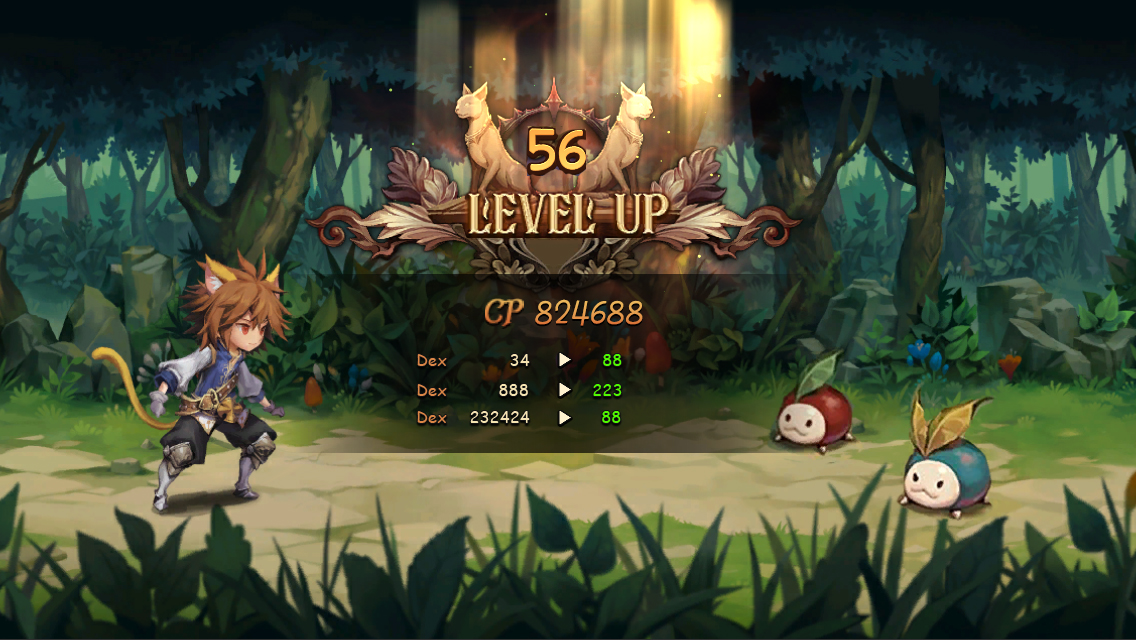 56
LEVEL UP
CP 824688
Dex 34 ▶ 88
Dex 888 ▶ 223
Dex 232424 ▶ 88